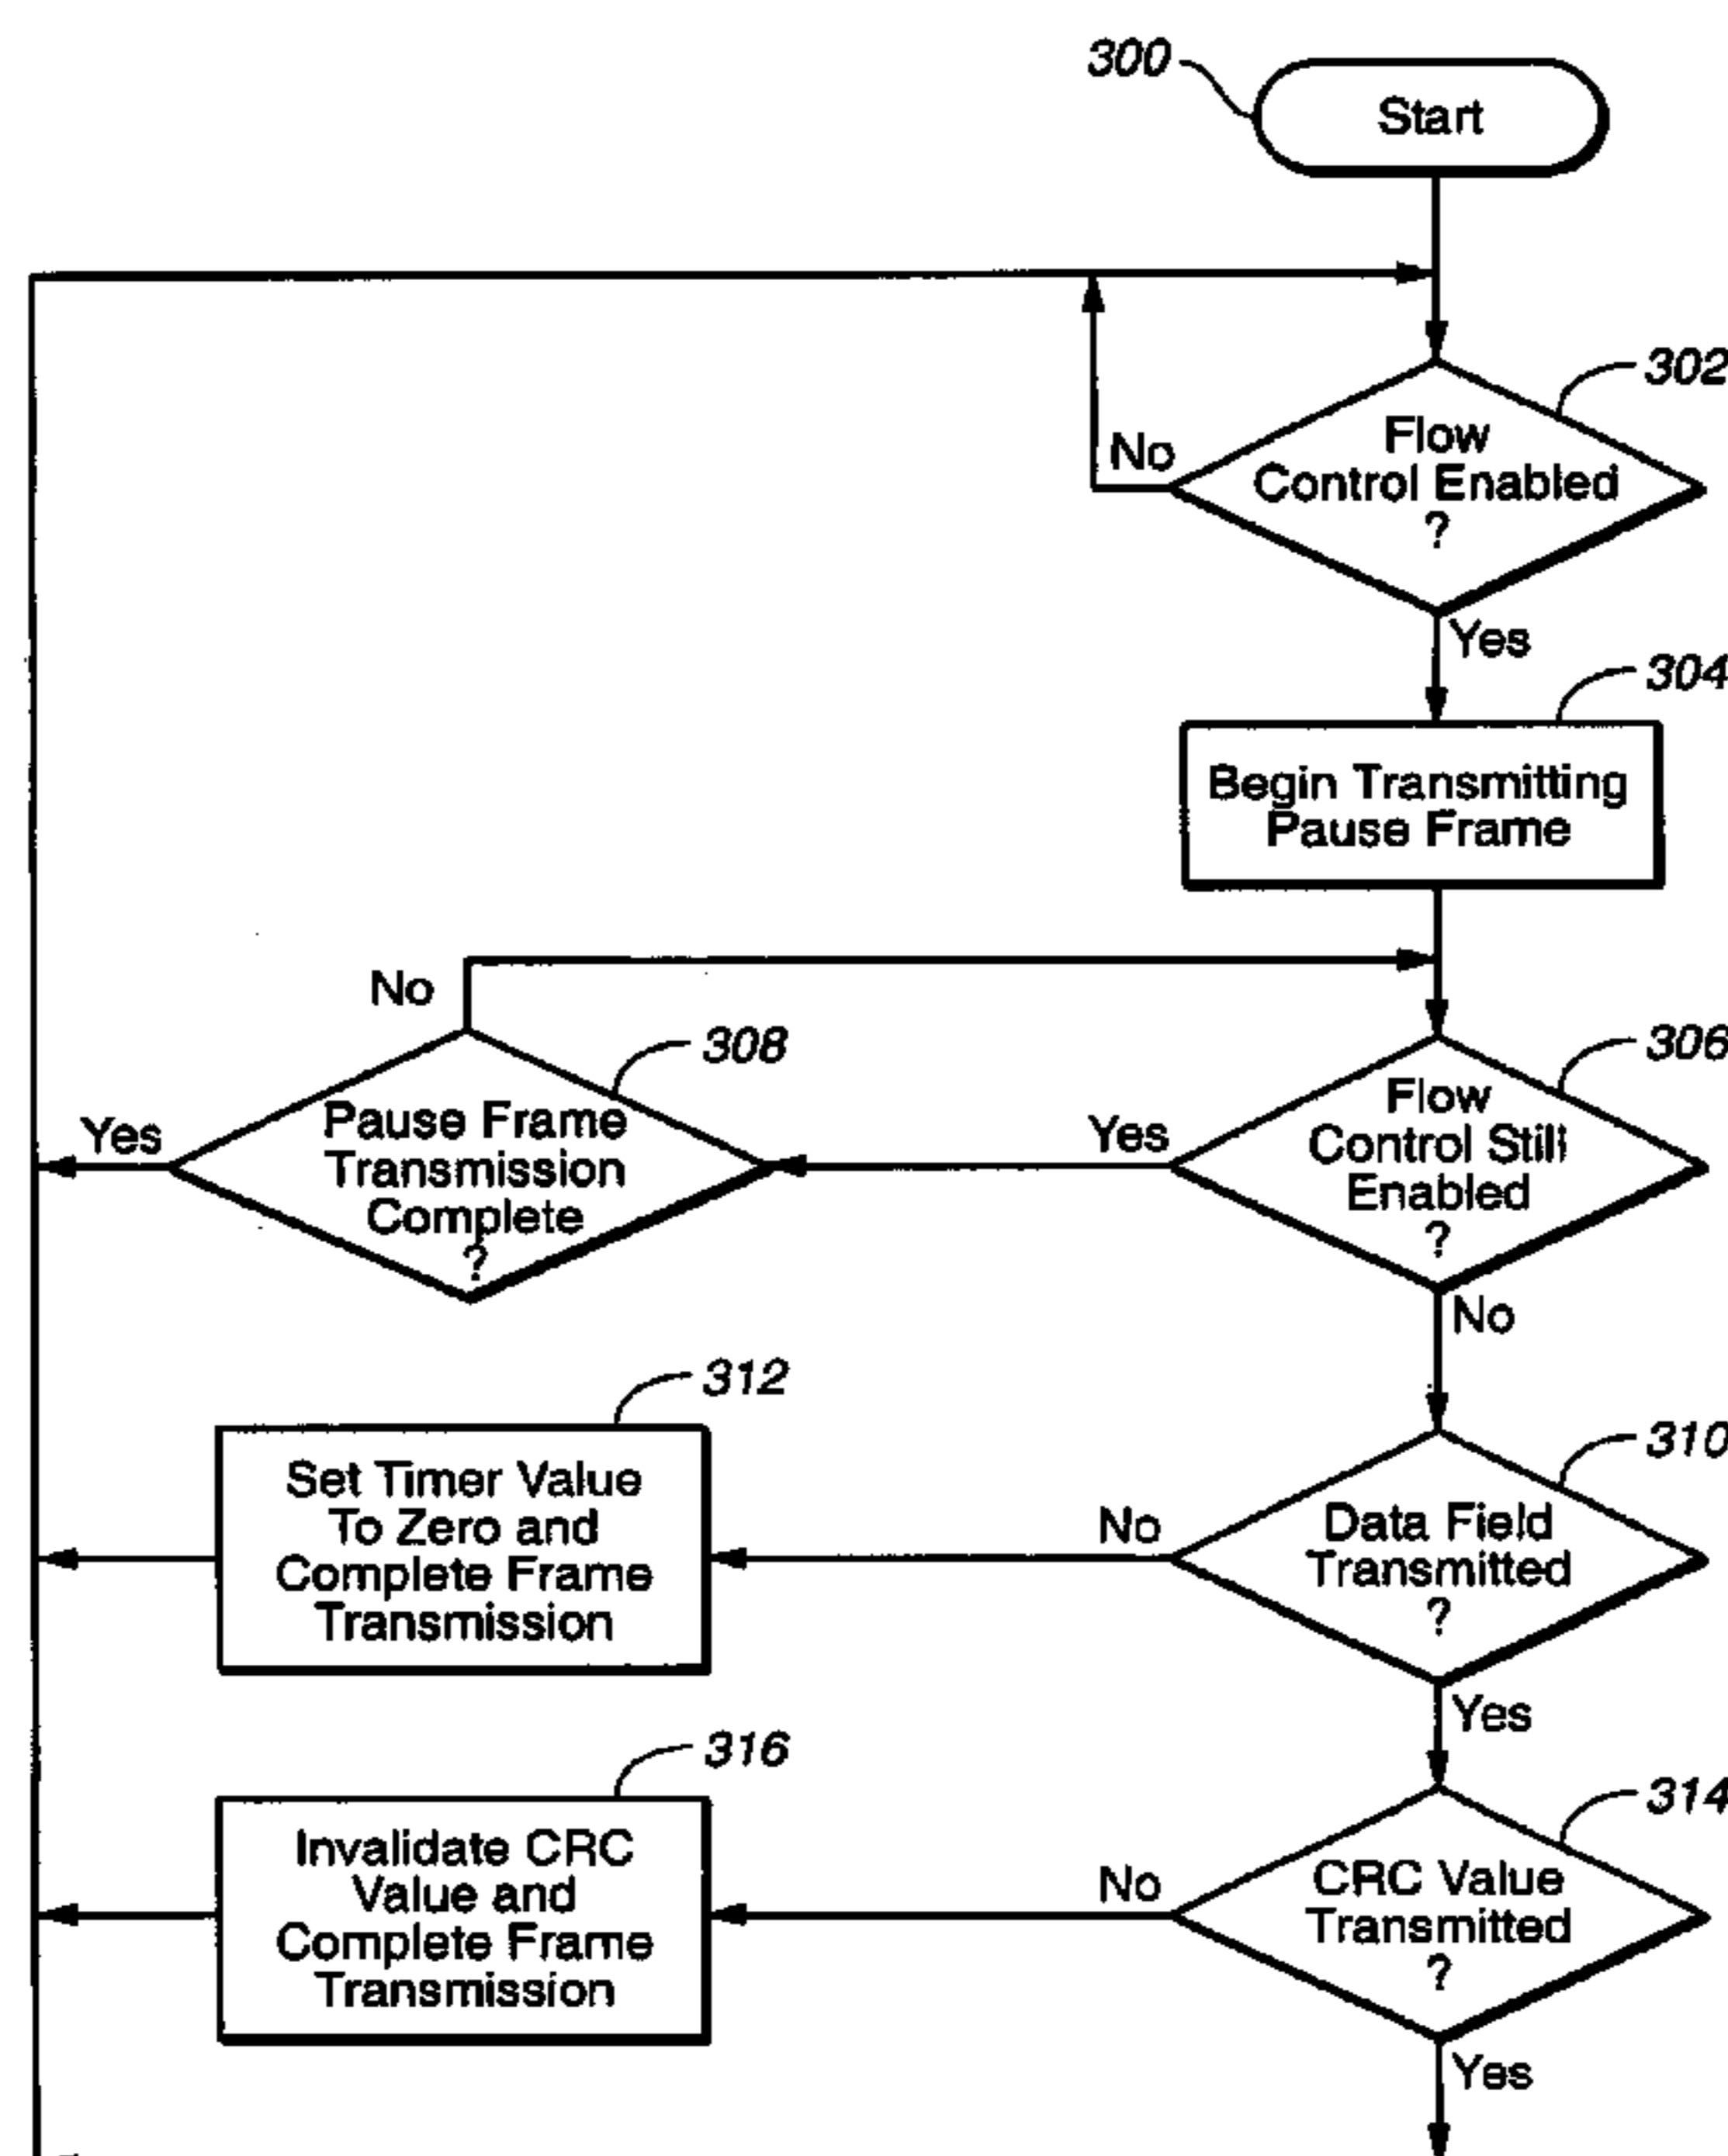 300
Start
302
Flow
Control Enabled
?
No
Yes
304
Begin Transmitting
Pause Frame
No
308
Pause Frame
Transmission
Complete
?
Yes
306
Flow
Control Still
Enabled
?
Yes
No
312
Set Timer Value
To Zero and
Complete Frame
Transmission
310
Data Field
Transmitted
?
No
Yes
316
Invalidate CRC
Value and
Complete Frame
Transmission
314
CRC Value
Transmitted
?
No
Yes